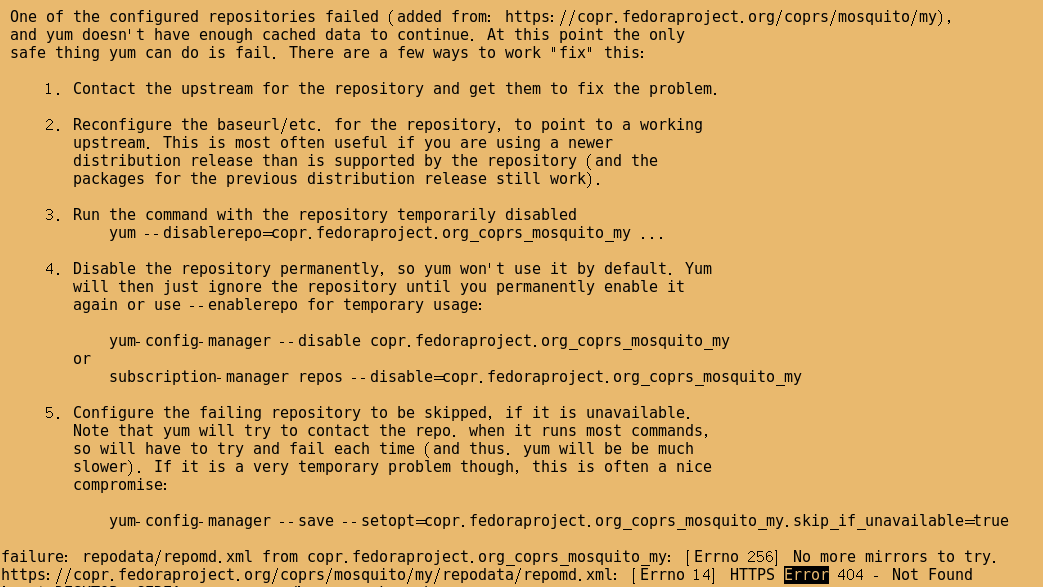 One of the configured repositories failed (added from: https://copr.fedoraproject.org/coprs/mosquito/my),
and yum doesn't have enough cached data to continue. At this point the only
safe thing yum can do is fail. There are a few ways to work "fix" this:
1. Contact the upstream for the repository and get them to fix the problem.
2. Reconfigure the baseurl/etc. for the repository, to point to a working
upstream. This is most often useful if you are using a newer
distribution release than is supported by the repository (and the
packages for the previous distribution release still work).
3. Run the command with the repository temporarily disabled
yum --disablerepo=copr.fedoraproject.org_coprs_mosquito_my ...
4. Disable the repository permanently, so yum won't use it by default. Yum
will then just ignore the repository until you permanently enable it
again or use --enablerepo for temporary usage:
yum-config-manager --disable copr.fedoraproject.org_coprs_mosquito_my
or
subscription-manager repos --disable=copr.fedoraproject.org_coprs_mosquito_my
5. Configure the failing repository to be skipped, if it is unavailable.
Note that yum will try to contact the repo. when it runs most commands,
so will have to try and fail each time (and thus. yum will be be much
slower). If it is a very temporary problem though, this is often a nice
compromise:
yum-config-manager --save --setopt=copr.fedoraproject.org_coprs_mosquito_my.skip_if_unavailable=true
failure: repodata/repomd.xml from copr.fedoraproject.org_coprs_mosquito_my: [Errno 256] No more mirrors to try.
https://copr.fedoraproject.org/coprs/mosquito/my/repodata/repomd.xml: [Errno 14] HTTPS Error 404 - Not Found